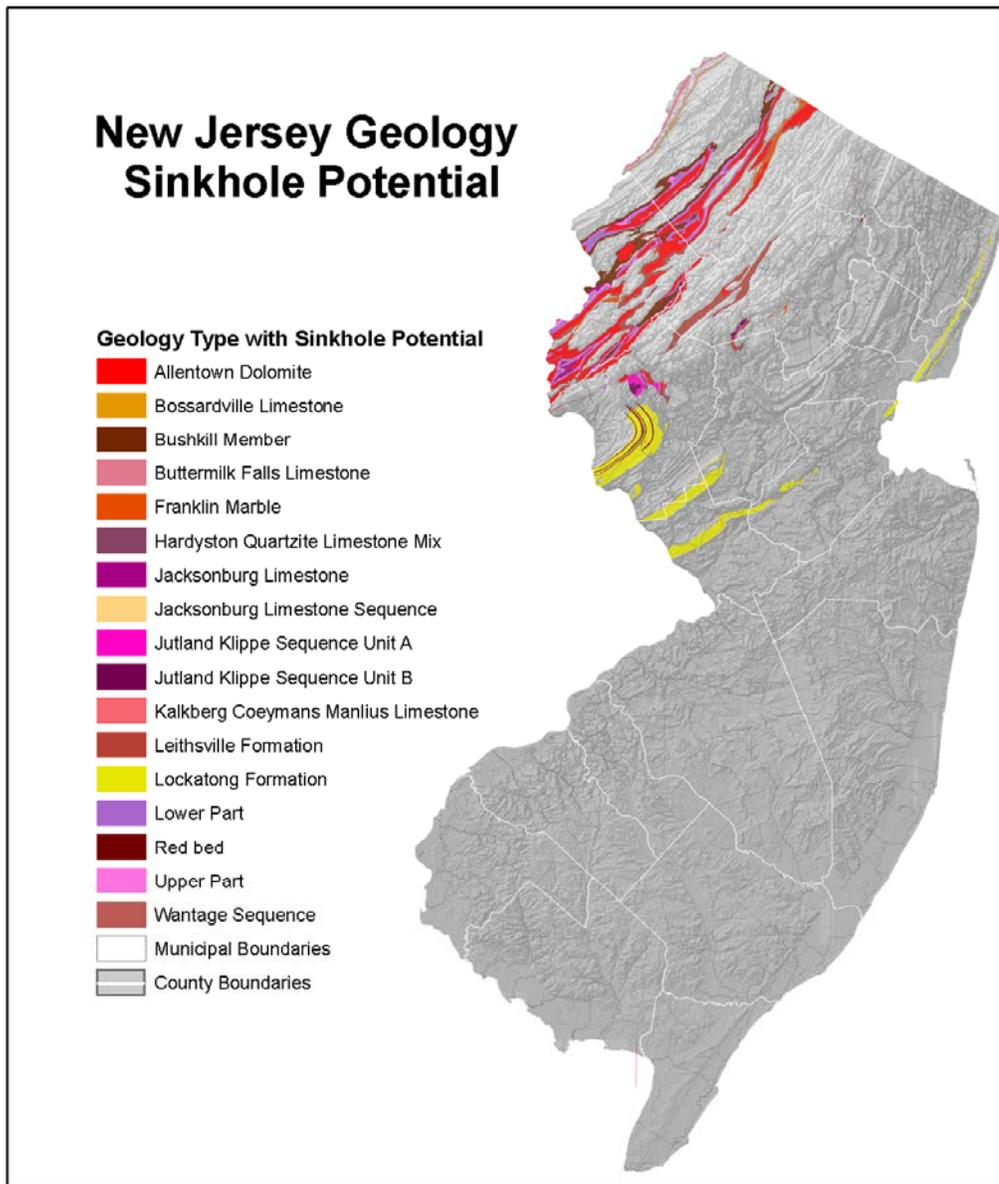 New Jersey Geology
Sinkhole Potential
Geology Type with Sinkhole Potential
Allentown Dolomite
Bossardville Limestone
Bushkill Member
Buttermilk Falls Limestone
Franklin Marble
Hardyston Quartzite Limestone Mix
Jacksonburg Limestone
Jacksonburg Limestone Sequence
Jutland Klippe Sequence Unit A
Jutland Klippe Sequence Unit B
Kalkberg Coeymans Manlius Limestone
Leithsville Formation
Lockatong Formation
Lower Part
Red bed
Upper Part
Wantage Sequence
Municipal Boundaries
County Boundaries